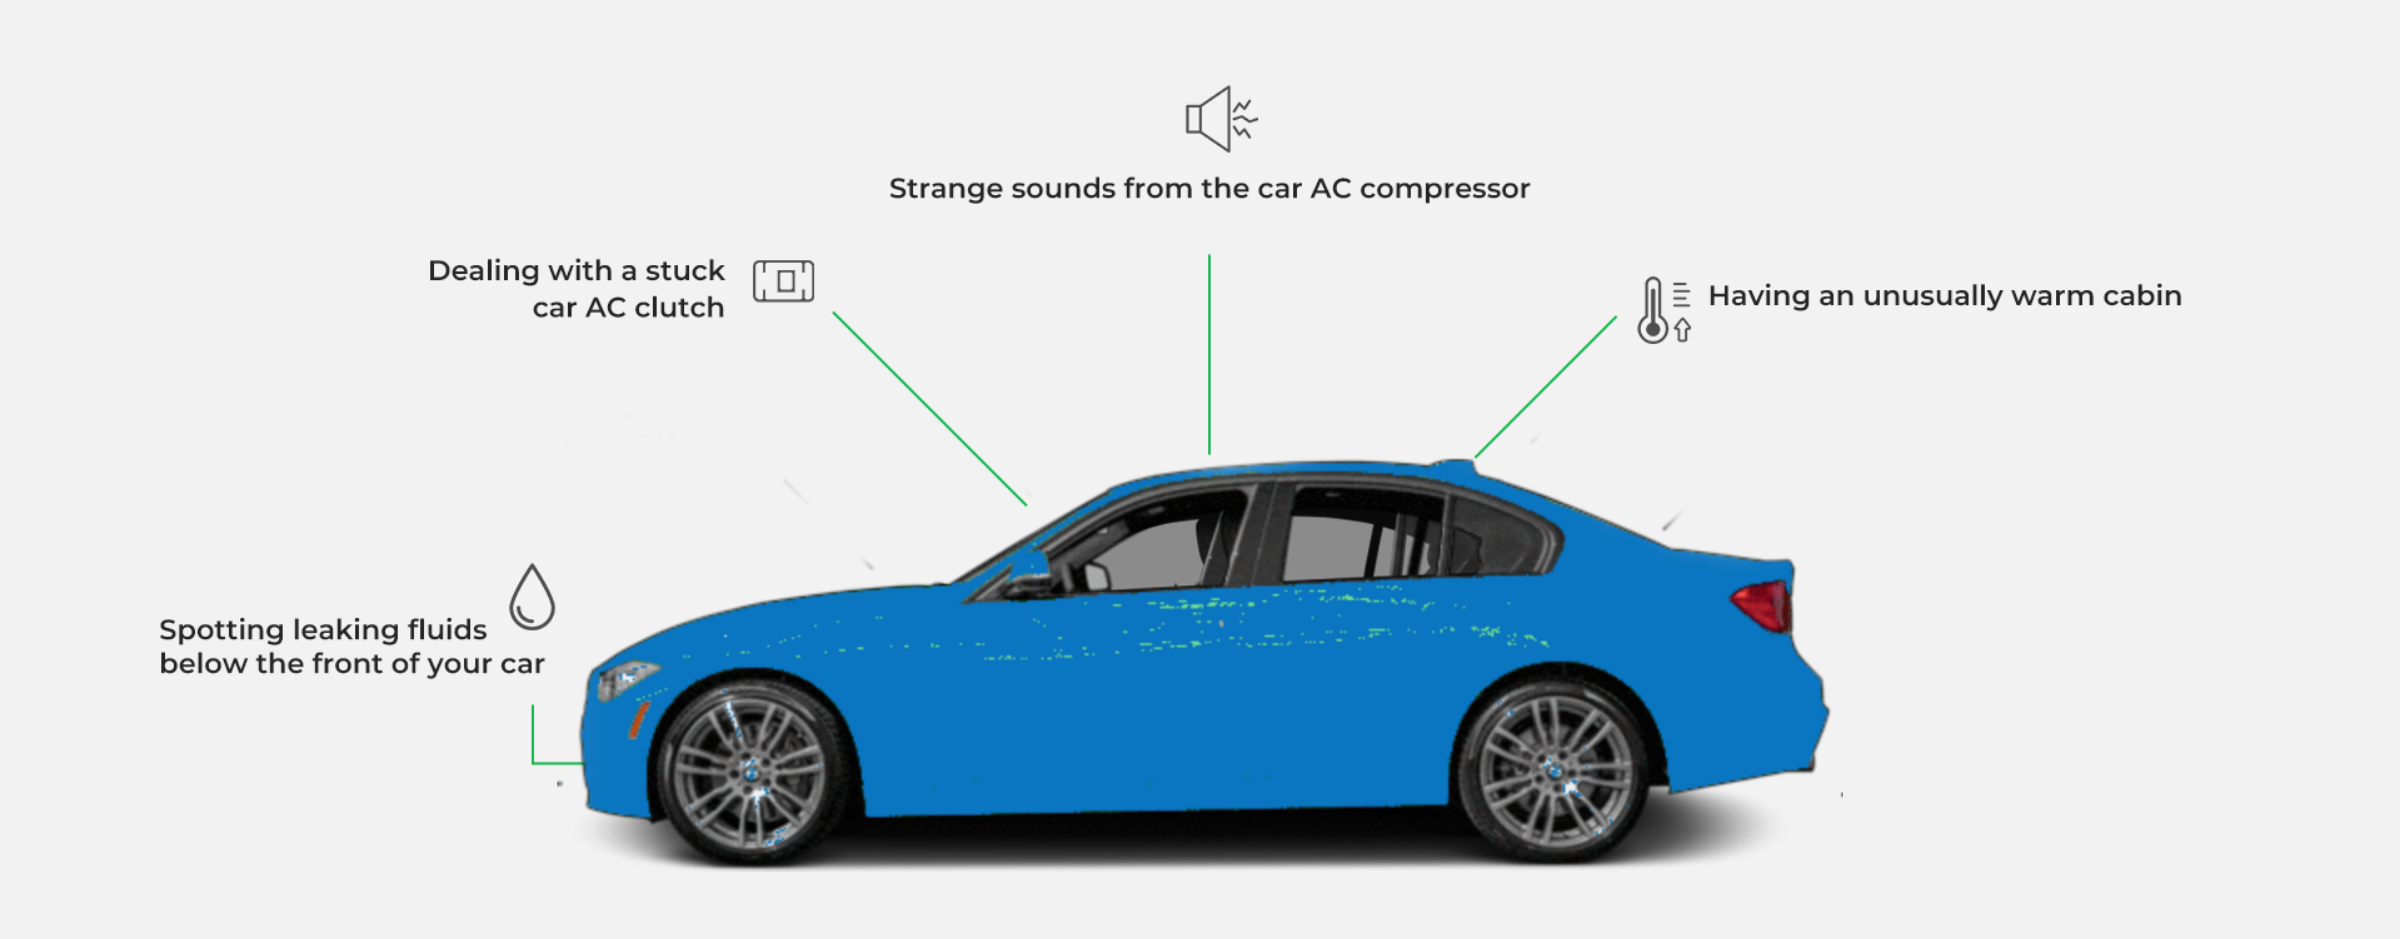 Strange sounds from the car AC compressor
Dealing with a stuck
car AC clutch
Having an unusually warm cabin
Spotting leaking fluids
below the front of your car